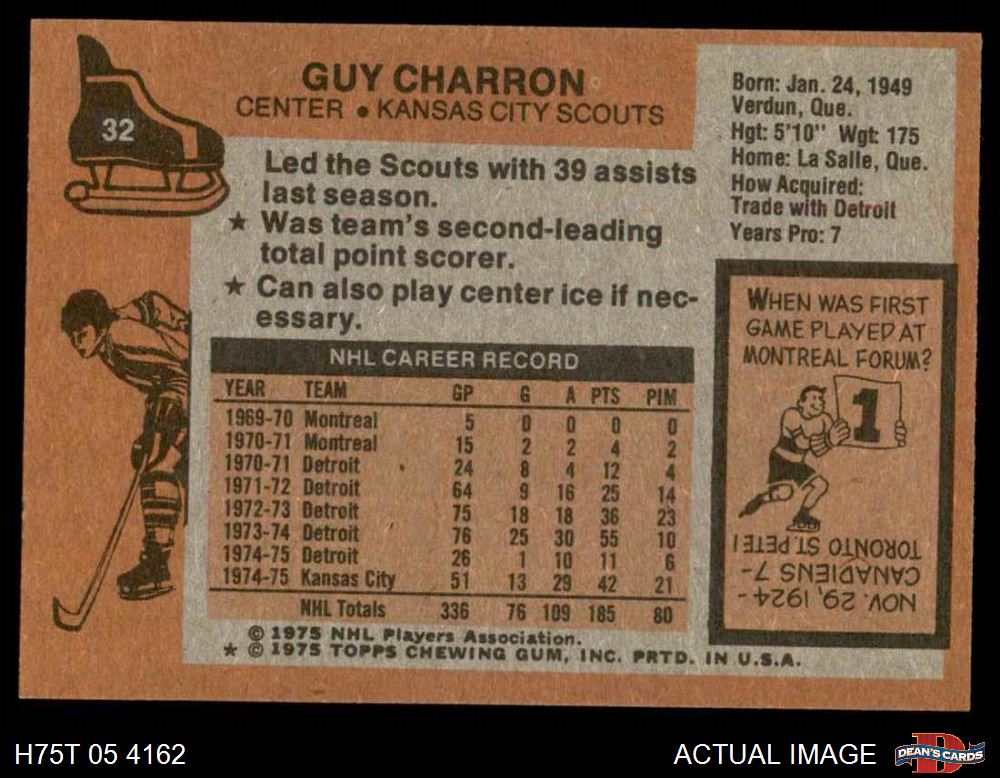 32
GUY CHARRON
CENTER • KANSAS CITY SCOUTS
Led the Scouts with 39 assists
last season.
★ Was team's second-leading
total point scorer.
★ Can also play center ice if nec-
essary.
Born: Jan. 24, 1949
Verdun, Que.
Hgt: 5'10" Wgt: 175
Home: La Salle, Que.
How Acquired:
Trade with Detroit
Years Pro: 7
NHL CAREER RECORD
YEAR TEAM GP G A PTS PIM
1969-70 Montreal 5 0 0 0 0
1970-71 Montreal 15 2 2 4 2
1970-71 Detroit 24 8 4 12 4
1971-72 Detroit 64 9 16 25 14
1972-73 Detroit 75 18 18 36 23
1973-74 Detroit 76 25 30 55 10
1974-75 Detroit 26 1 10 11 6
1974-75 Kansas City 51 13 29 42 21
NHL Totals 336 76 109 185 80
© 1975 NHL Players Association.
★ © 1975 TOPPS CHEWING GUM, INC. PRTD. IN U.S.A.
WHEN WAS FIRST
GAME PLAYED AT
MONTREAL FORUM?
1
NOV. 29, 1924-
CANADIENS 7-
TORONTO ST. PETE!
H75T 05 4162
ACTUAL IMAGE
D
DEAN'S CARDS